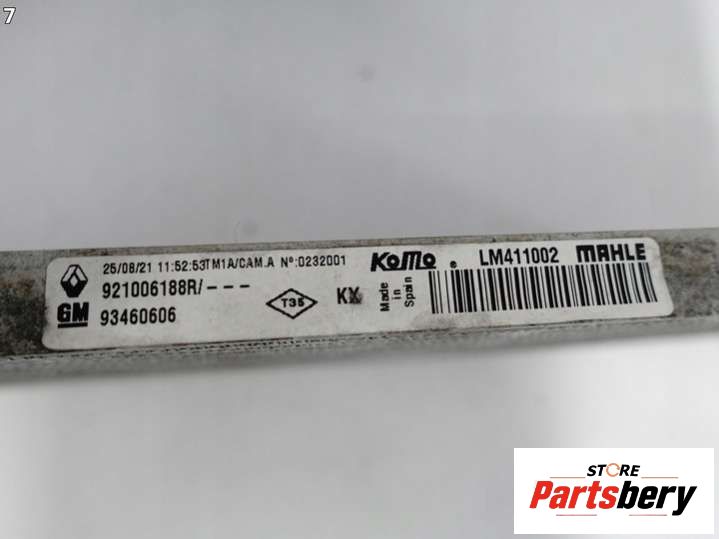 7
25/08/21 11:52:53TM1A/CAM.A Nº:0232001
921006188R/---
GM
93460606
T35
KX
KoMo
Made in Spain
LM411002
MAHLE
STORE
Partsbery